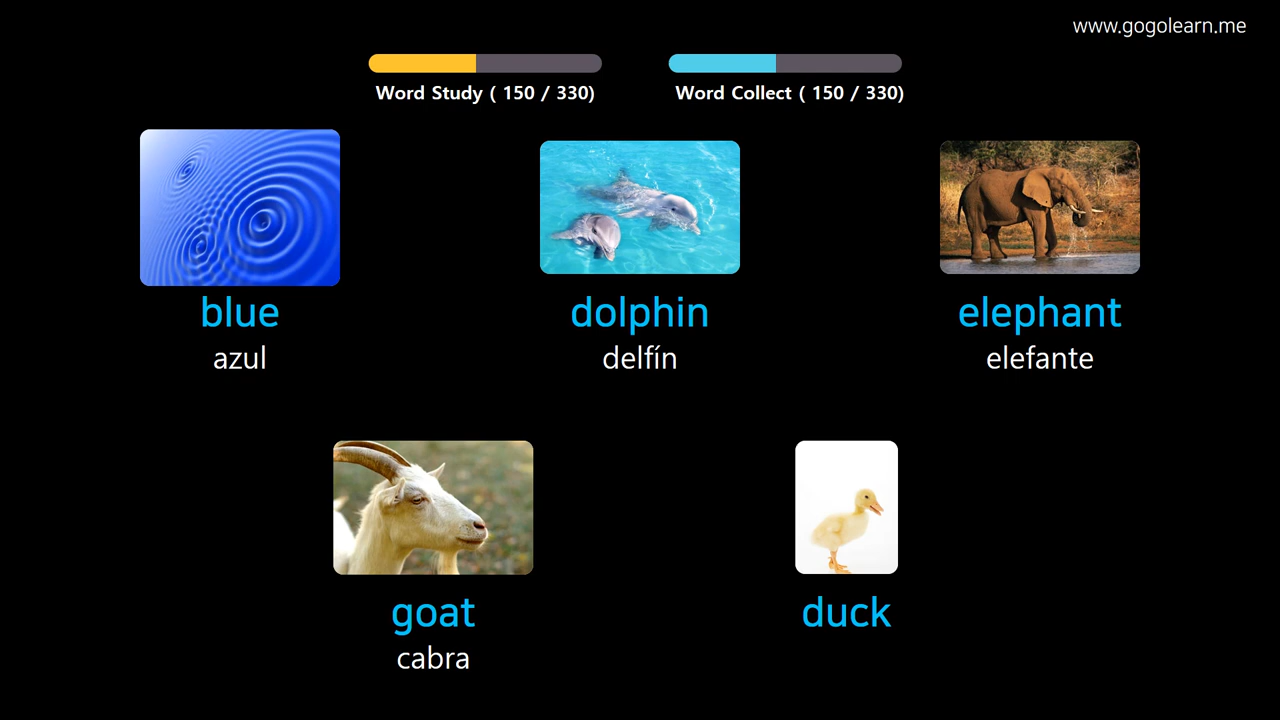 www.gogolearn.me
Word Study ( 150 / 330)
Word Collect ( 150 / 330)
blue
azul
dolphin
delfín
elephant
elefante
goat
cabra
duck